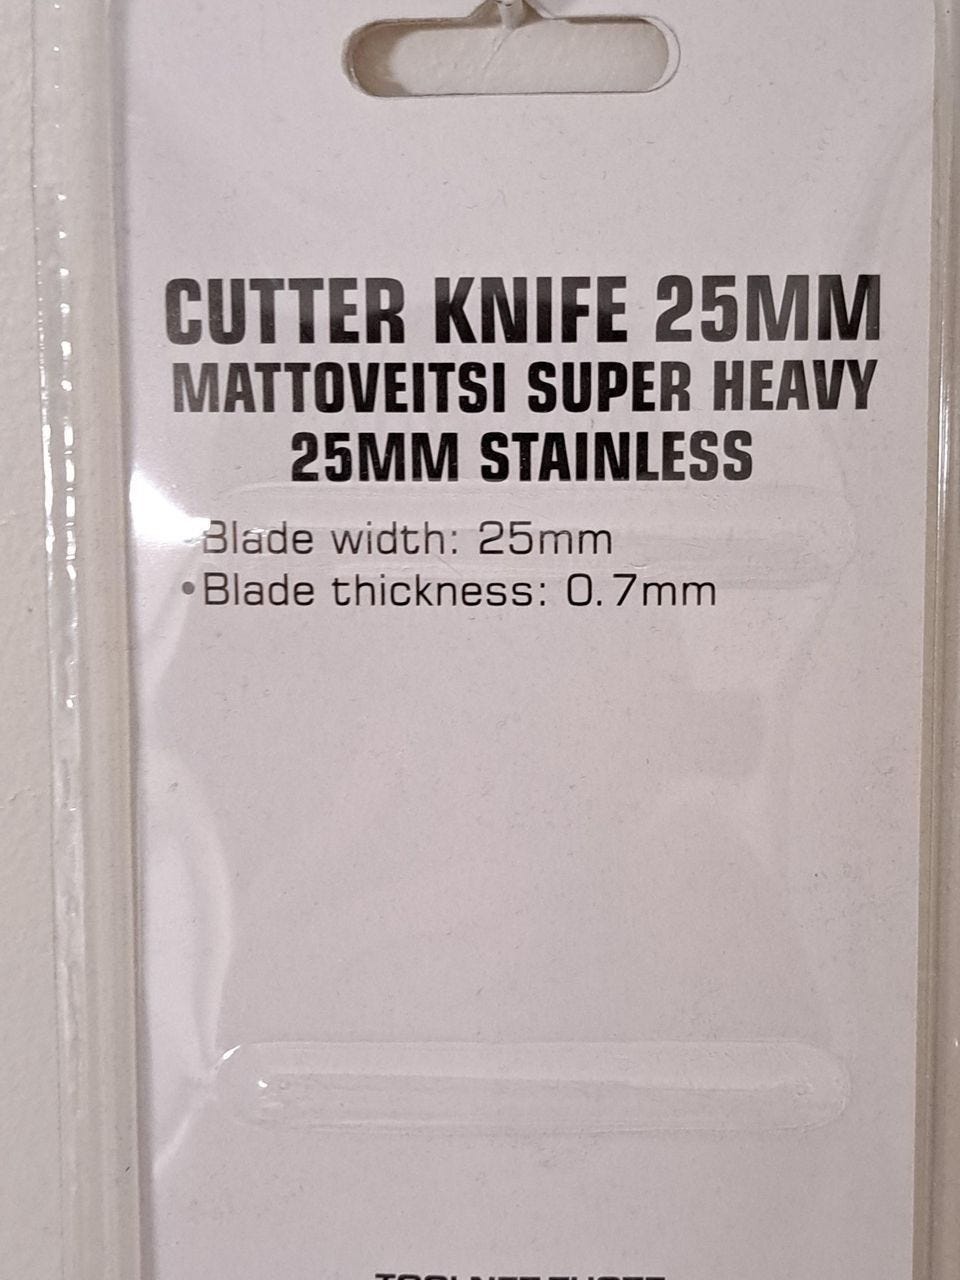 CUTTER KNIFE 25MM
MATTOVEITSI SUPER HEAVY
25MM STAINLESS
Blade width: 25mm
•Blade thickness: 0.7mm